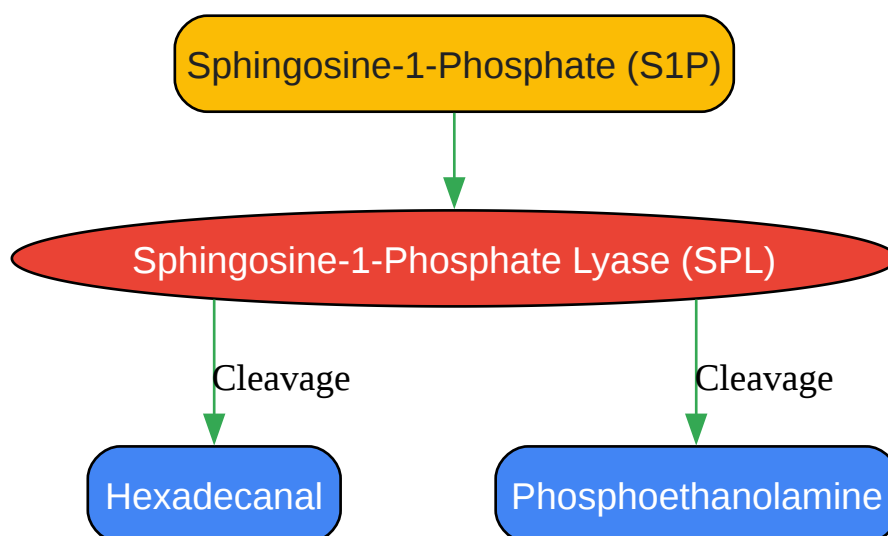 Sphingosine-1-Phosphate (S1P)
Sphingosine-1-Phosphate Lyase (SPL)
Cleavage
Cleavage
Hexadecanal
Phosphoethanolamine